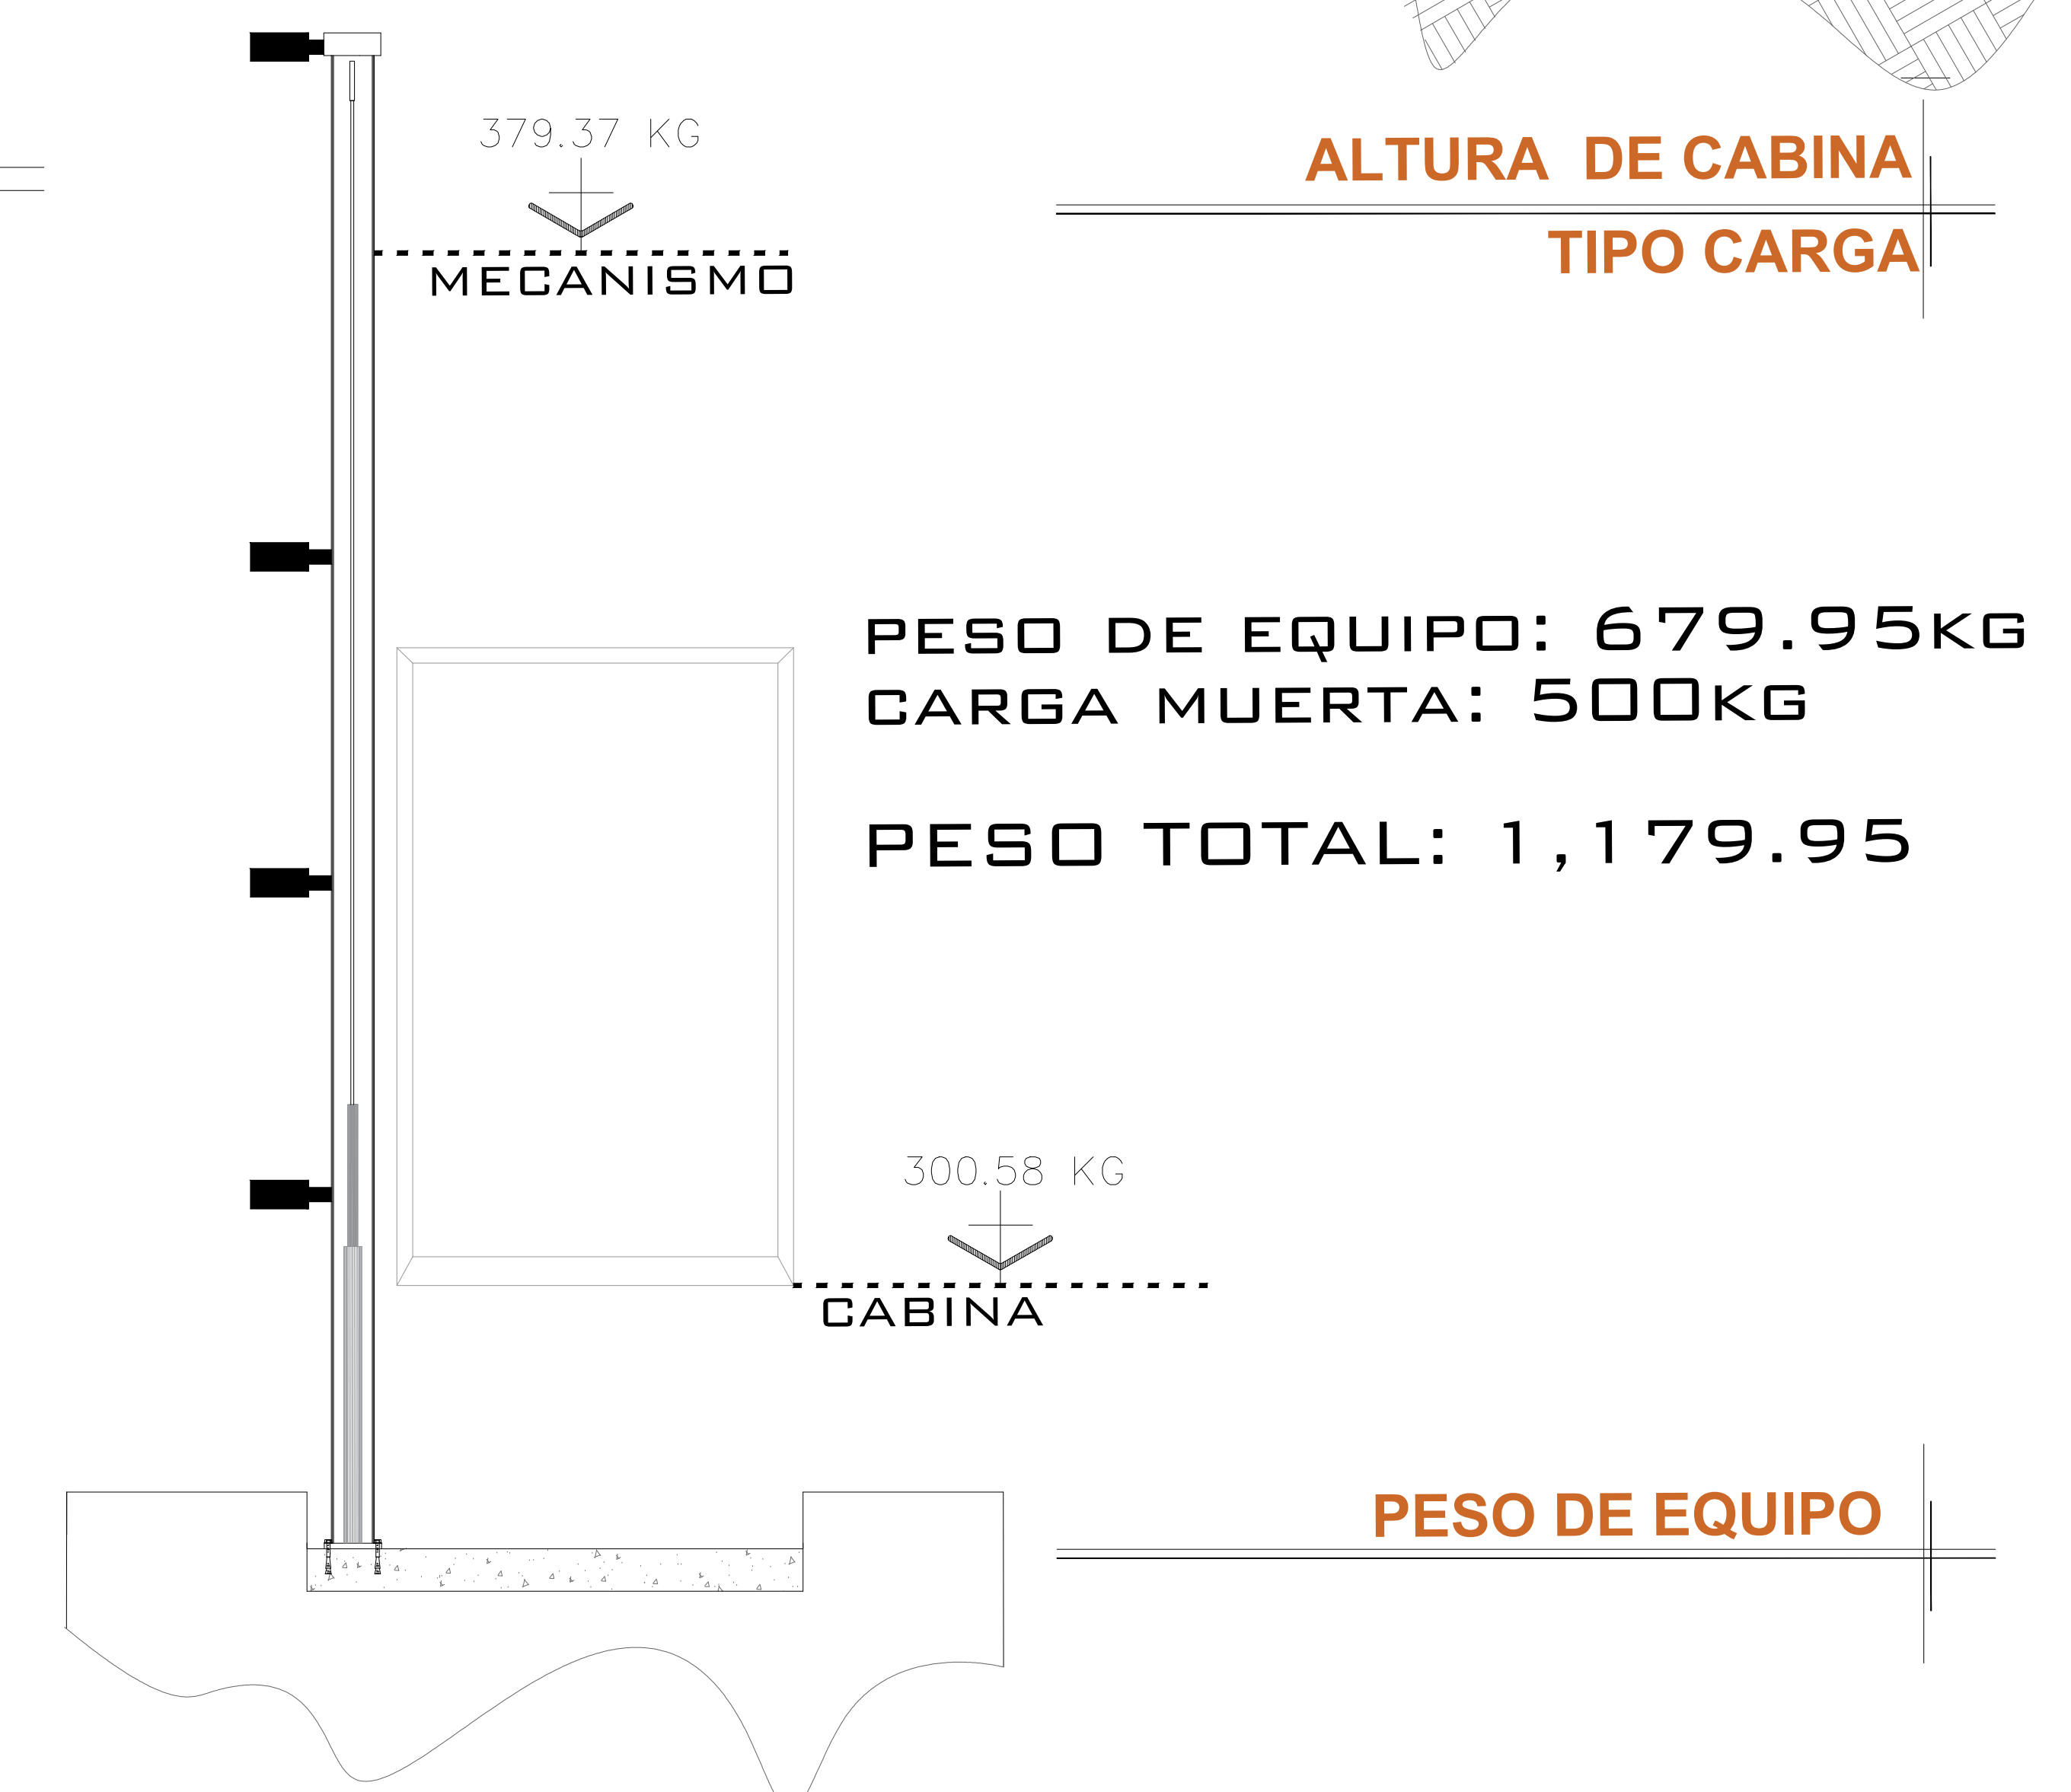 379.37 KG
MECANISMO
ALTURA DE CABINA
TIPO CARGA
PESO DE EQUIPO: 679.95KG
CARGA MUERTA: 500KG
PESO TOTAL: 1,179.95
300.58 KG
CABINA
PESO DE EQUIPO